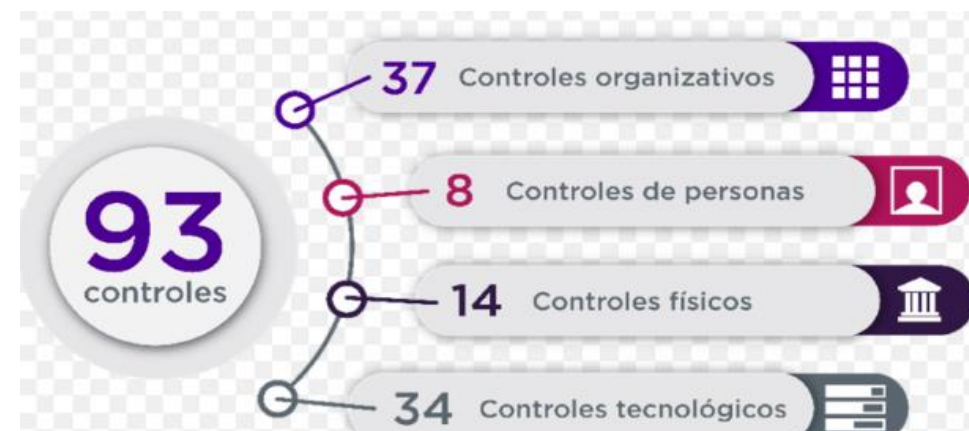 93
controles
37 Controles organizativos
8 Controles de personas
14 Controles físicos
34 Controles tecnológicos